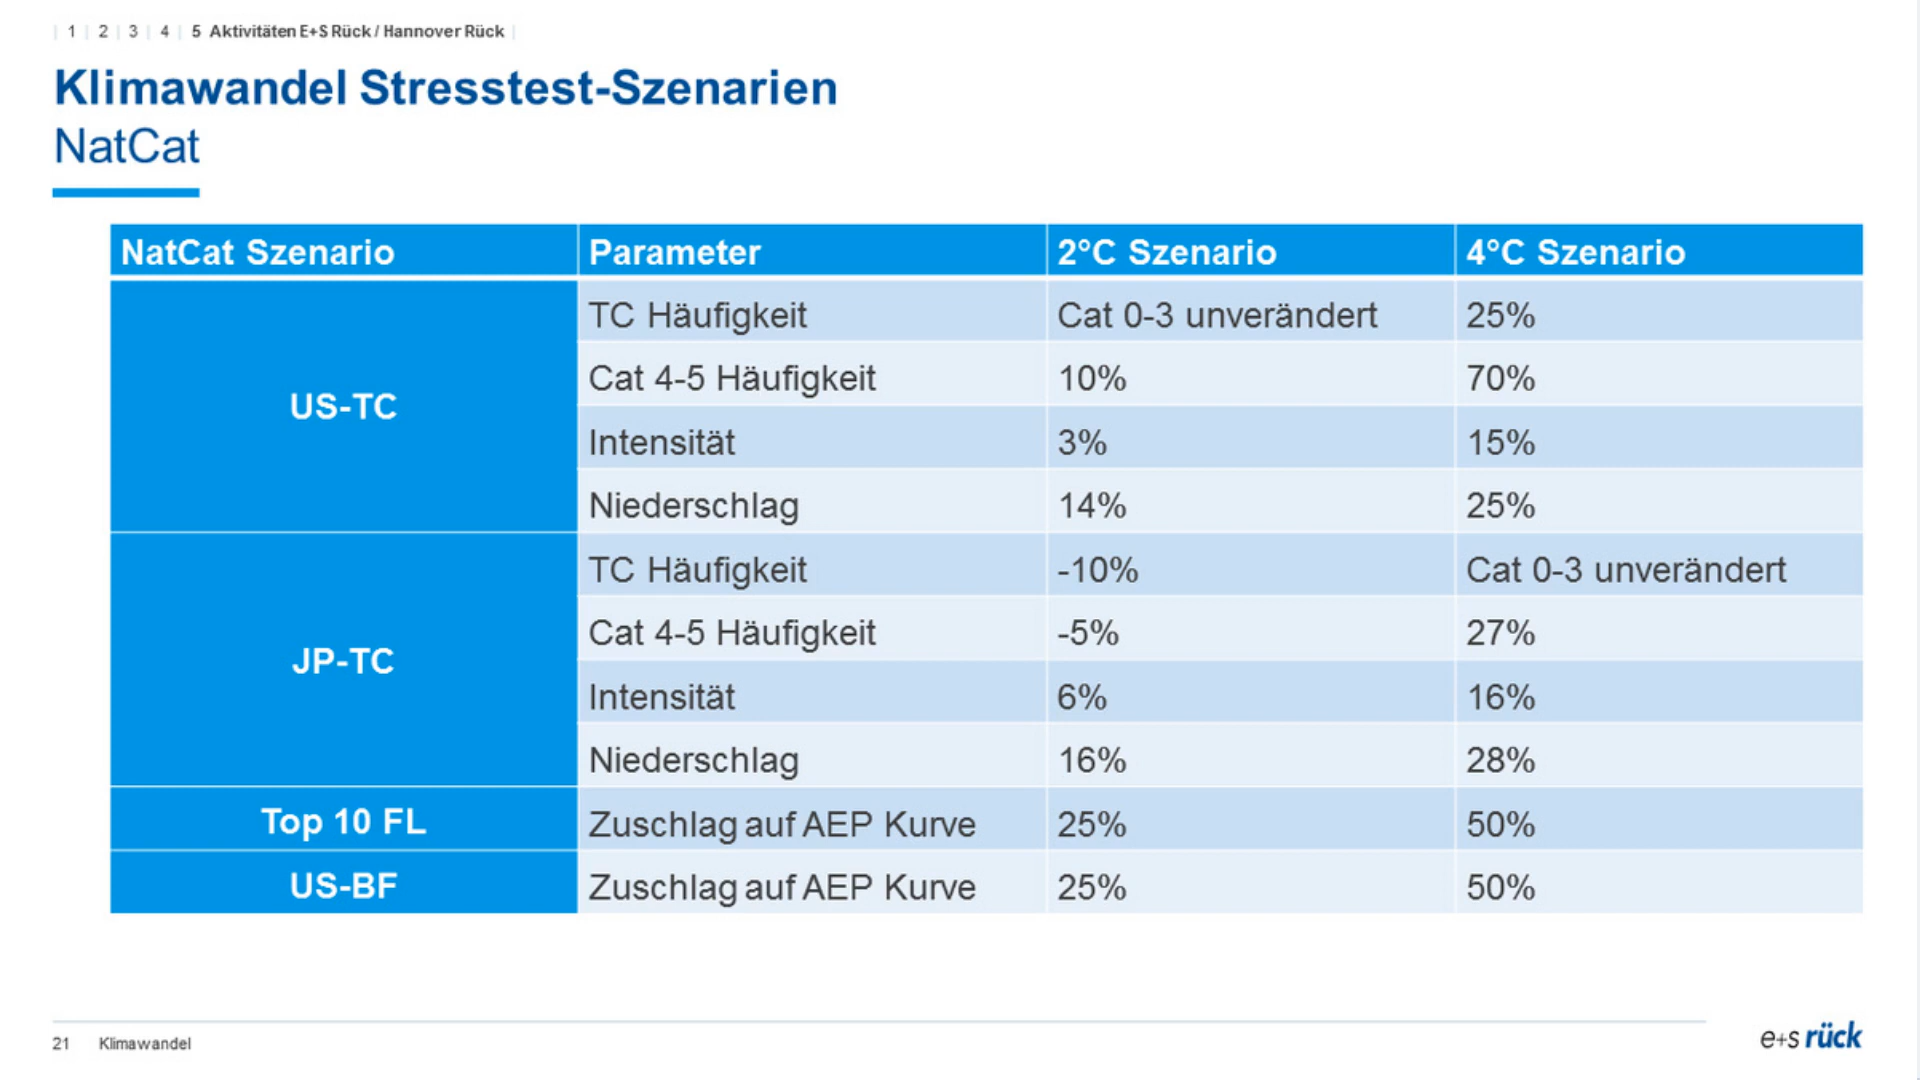 1 2 3 4 5 Aktivitäten E+S Rück / Hannover Rück
Klimawandel Stresstest-Szenarien
NatCat
NatCat Szenario Parameter 2°C Szenario 4°C Szenario
US-TC
TC Häufigkeit Cat 0-3 unverändert 25%
Cat 4-5 Häufigkeit 10% 70%
Intensität 3% 15%
Niederschlag 14% 25%
JP-TC
TC Häufigkeit -10% Cat 0-3 unverändert
Cat 4-5 Häufigkeit -5% 27%
Intensität 6% 16%
Niederschlag 16% 28%
Top 10 FL Zuschlag auf AEP Kurve 25% 50%
US-BF Zuschlag auf AEP Kurve 25% 50%
21 Klimawandel
e+s rück